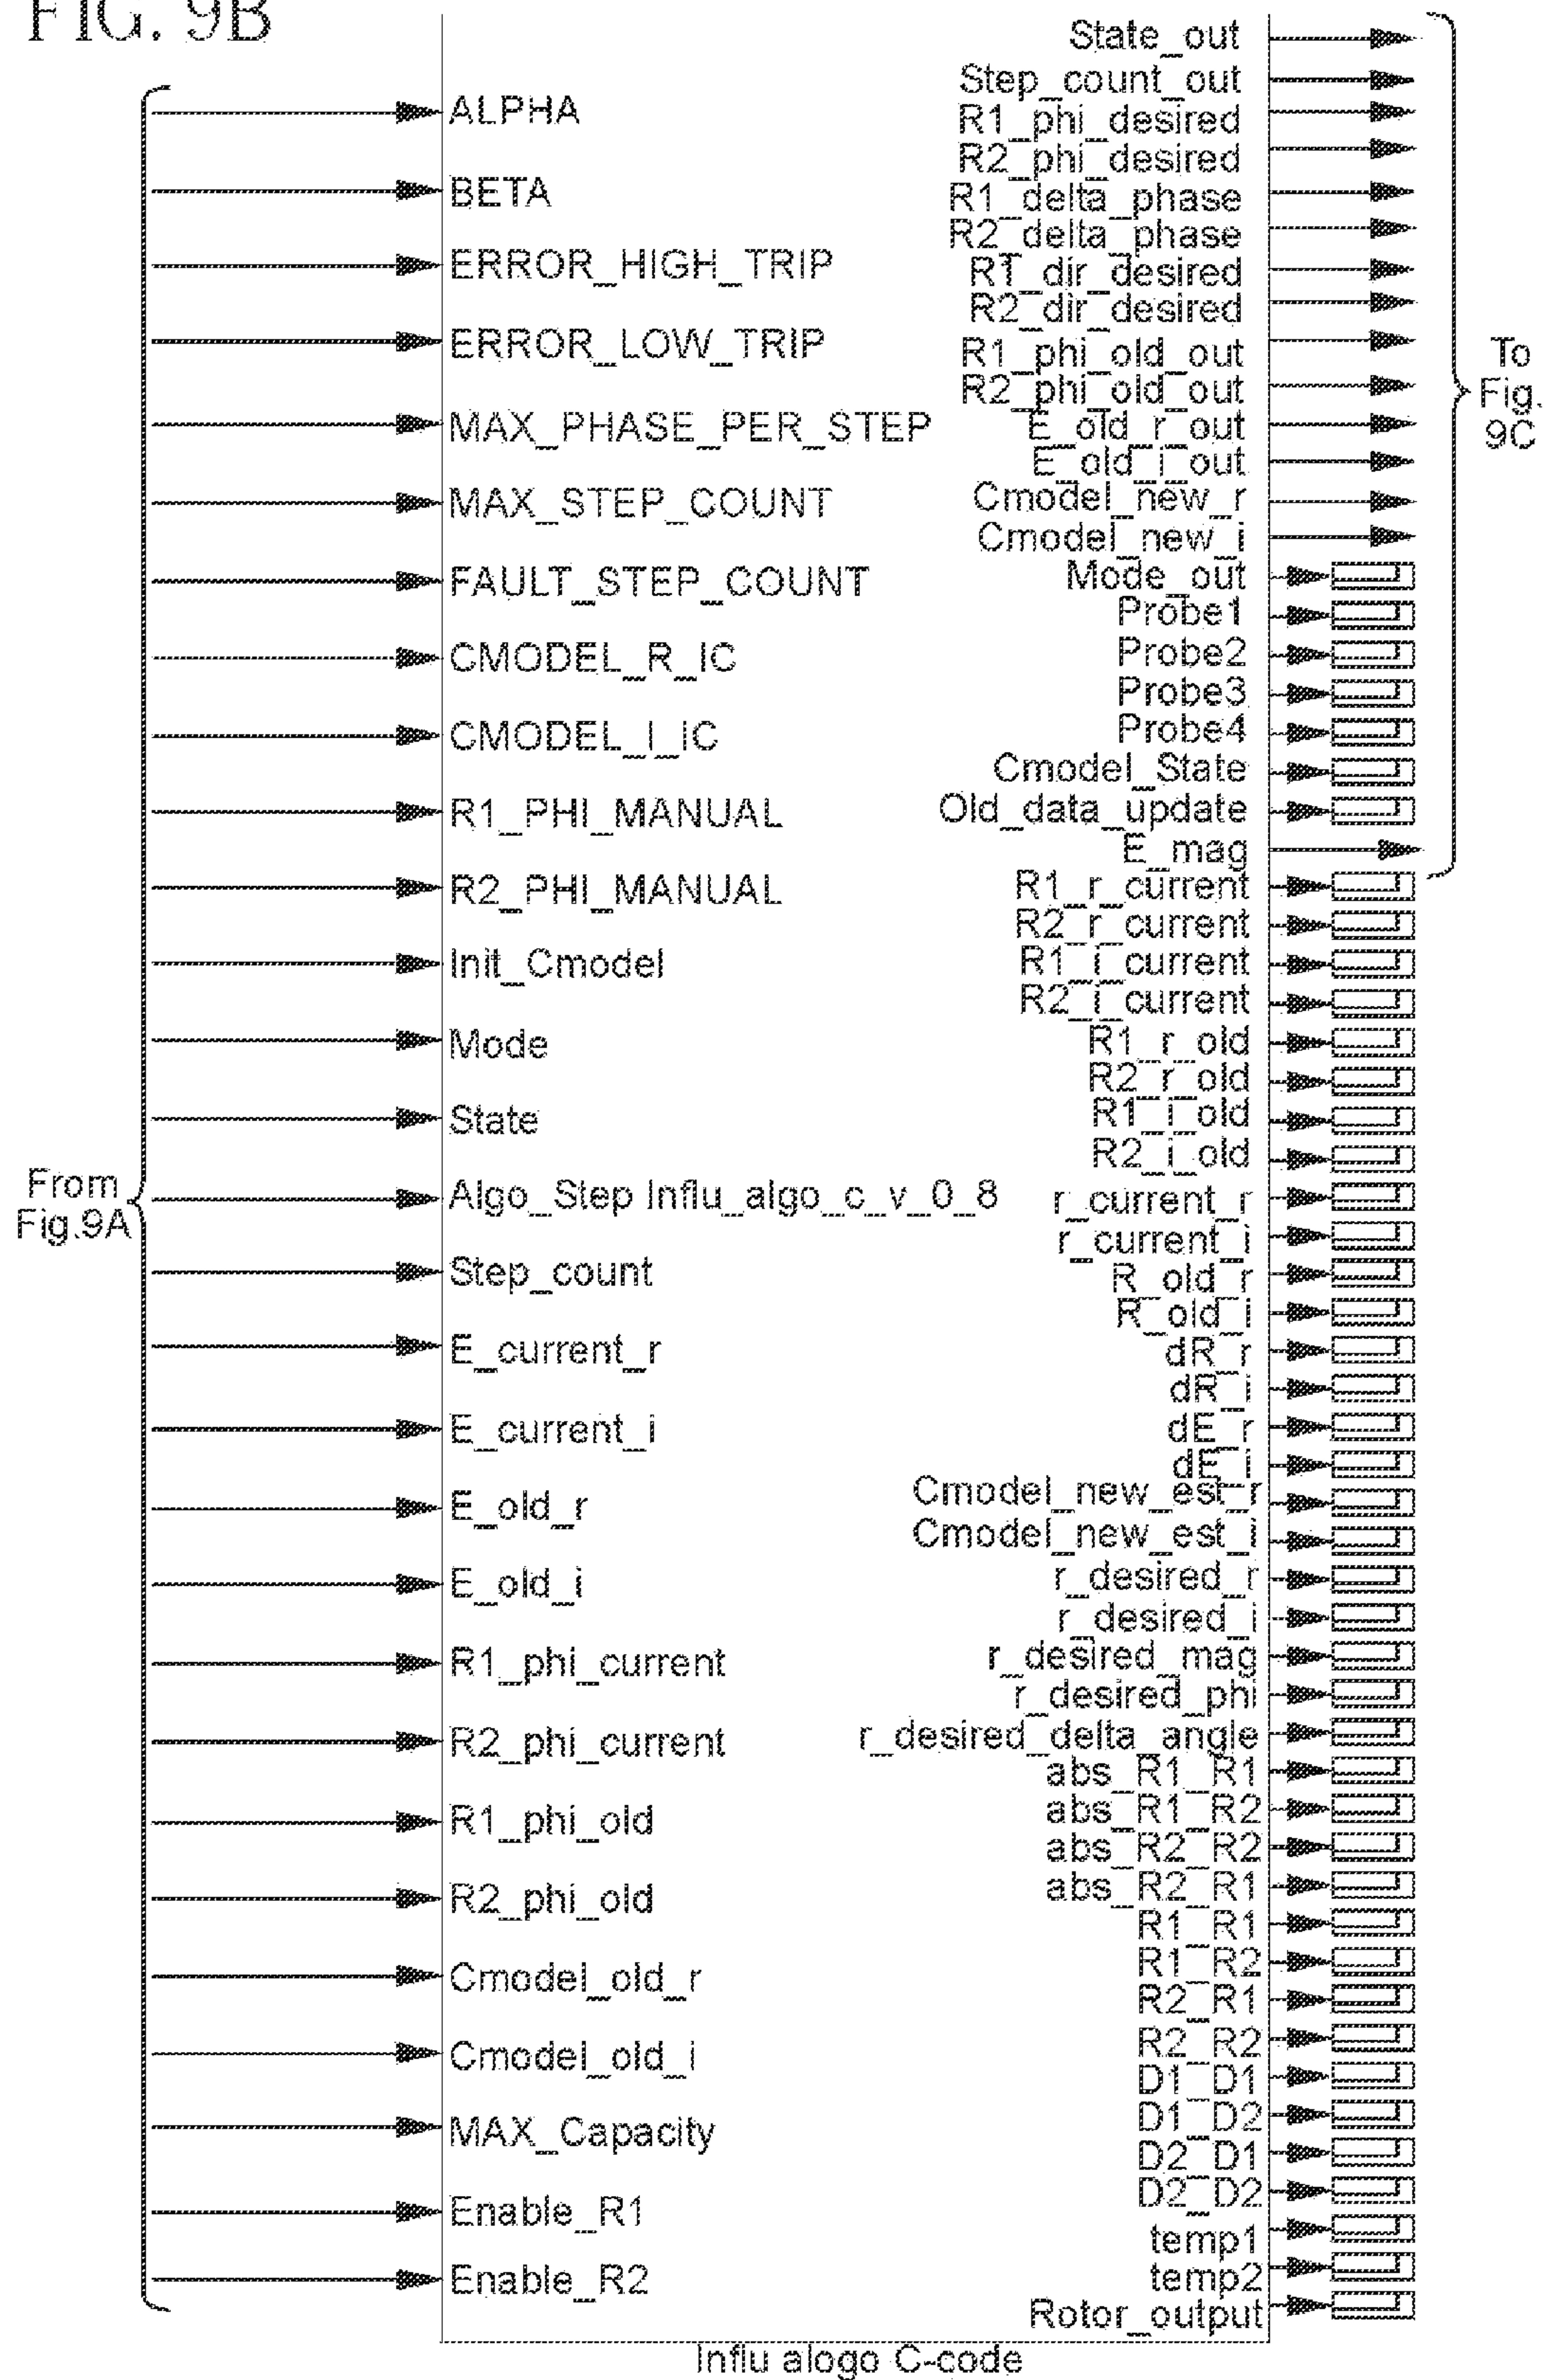 FIG. 9B
ALPHA
BETA
ERROR_HIGH_TRIP
ERROR_LOW_TRIP
MAX_PHASE_PER_STEP
MAX_STEP_COUNT
FAULT_STEP_COUNT
CMODEL_R_IC
CMODEL_I_IC
R1_PHI_MANUAL
R2_PHI_MANUAL
Init_Cmodel
Mode
State
From
Fig.9A
Algo_Step Influ_algo_c_v_0_8
Step_count
E_current_r
E_current_i
E_old_r
E_old_i
R1_phi_current
R2_phi_current
R1_phi_old
R2_phi_old
Cmodel_old_r
Cmodel_old_i
MAX_Capacity
Enable_R1
Enable_R2
State_out
Step_count_out
R1_phi_desired
R2_phi_desired
R1_delta_phase
R2_delta_phase
R1_dir_desired
R2_dir_desired
R1_phi_old_out
R2_phi_old_out
E_old_r_out
E_old_i_out
Cmodel_new_r
Cmodel_new_i
Mode_out
Probe1
Probe2
Probe3
Probe4
Cmodel_State
Old_data_update
E_mag
To
Fig.
9C
R1_r_current
R2_r_current
R1_i_current
R2_i_current
R1_r_old
R2_r_old
R1_i_old
R2_i_old
r_current_r
r_current_i
R_old_r
R_old_i
dR_r
dR_i
dE_r
dE_i
Cmodel_new_est_r
Cmodel_new_est_i
r_desired_r
r_desired_i
r_desired_mag
r_desired_phi
r_desired_delta_angle
abs_R1_R1
abs_R1_R2
abs_R2_R2
abs_R2_R1
R1_R1
R1_R2
R2_R1
R2_R2
D1_D1
D1_D2
D2_D1
D2_D2
temp1
temp2
Rotor_output
Influ alogo C-code